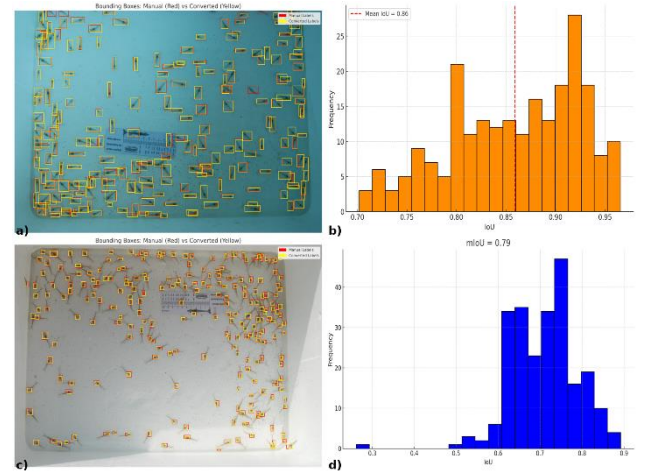 Bounding Boxes: Manual (Red) vs Converted (Yellow)
Manual Labels
Converted Labels
a)
Mean IoU = 0.86
Frequency
25
20
15
10
5
0
0.70 0.75 0.80 0.85 0.90 0.95
IoU
b)
Bounding Boxes: Manual (Red) vs Converted (Yellow)
Manual Labels
Converted Labels
c)
mIoU = 0.79
Frequency
40
30
20
10
0
0.3 0.4 0.5 0.6 0.7 0.8 0.9
IoU
d)